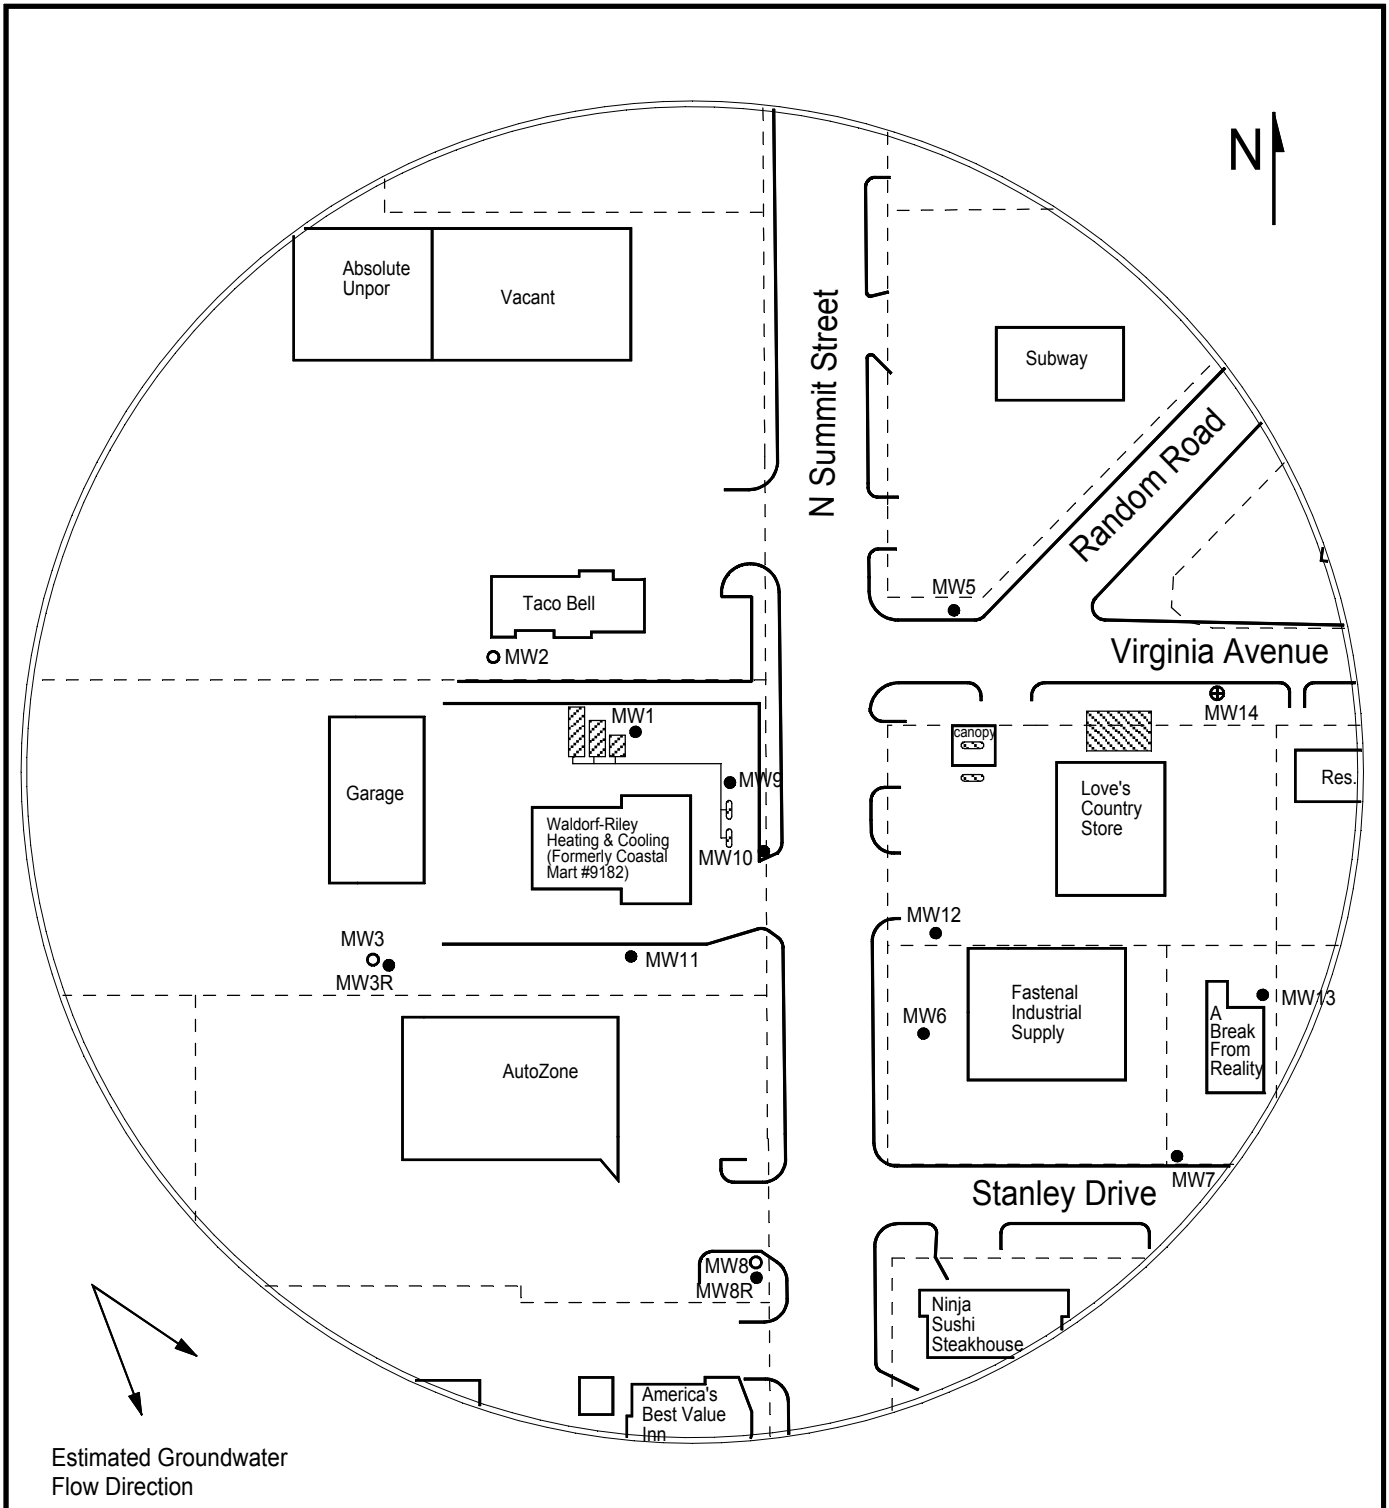 N
Absolute
Unpor
Vacant
N Summit Street
Subway
Random Road
MW5
Taco Bell
MW2
Virginia Avenue
MW1
MW14
canopy
MW9
Garage
Love's
Country
Store
Res.
Waldorf-Riley
Heating & Cooling
(Formerly Coastal
Mart #9182)
MW10
MW12
MW3
MW11
MW3R
Fastenal
Industrial
Supply
MW13
MW6
A
Break
From
Reality
AutoZone
MW7
Stanley Drive
MW8
MW8R
Ninja
Sushi
Steakhouse
America's
Best Value
Inn
Estimated Groundwater
Flow Direction